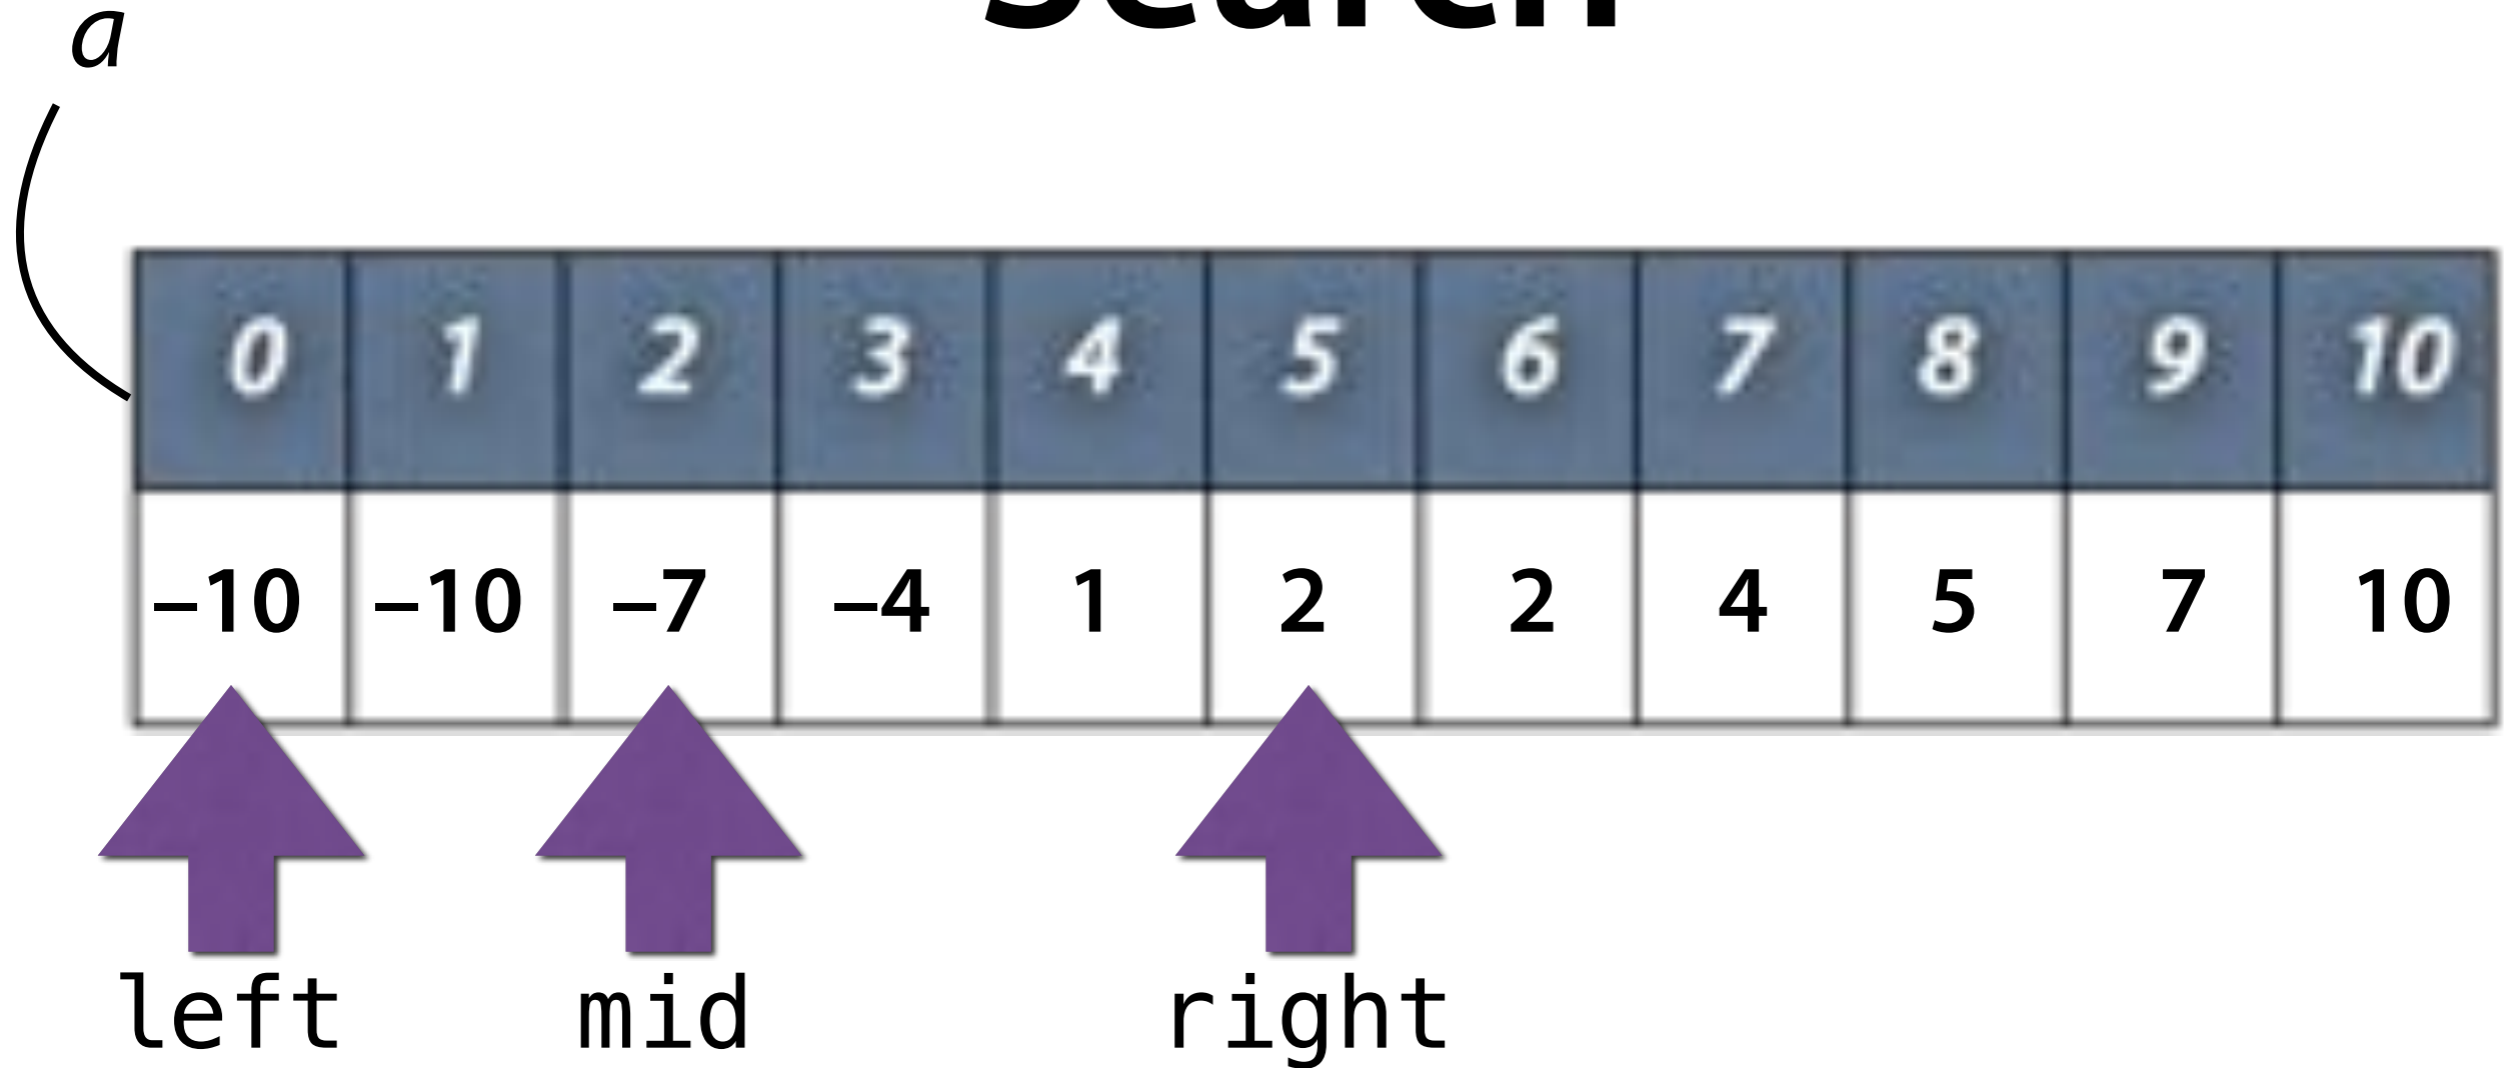 search
a
0 1 2 3 4 5 6 7 8 9 10
–10 –10 –7 –4 1 2 2 4 5 7 10
left mid right